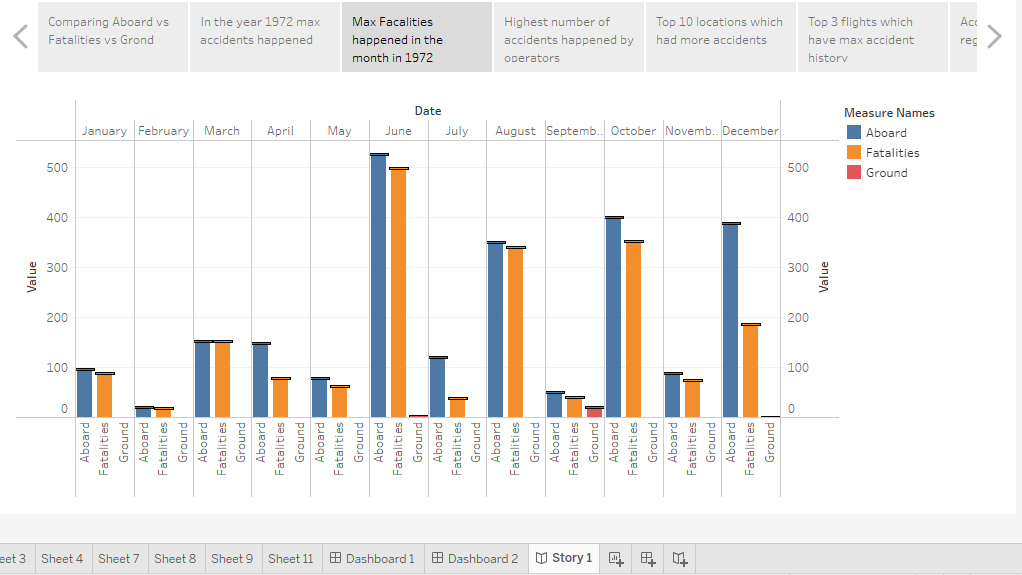 Comparing Aboard vs
Fatalities vs Grond
In the year 1972 max
accidents happened
Max Facalities
happened in the
month in 1972
Highest number of
accidents happened by
operators
Top 10 locations which
had more accidents
Top 3 flights which
have max accident
history
Date
January February March April May June July August Septemb.. October Novemb.. December
500
400
300
200
100
0
Value
500
400
300
200
100
0
Value
Aboard Fatalities Ground Aboard Fatalities Ground Aboard Fatalities Ground Aboard Fatalities Ground Aboard Fatalities Ground Aboard Fatalities Ground Aboard Fatalities Ground Aboard Fatalities Ground Aboard Fatalities Ground Aboard Fatalities Ground Aboard Fatalities Ground Aboard Fatalities Ground
Measure Names
Aboard
Fatalities
Ground
eet 3 Sheet 4 Sheet 7 Sheet 8 Sheet 9 Sheet 11 Dashboard 1 Dashboard 2 Story 1